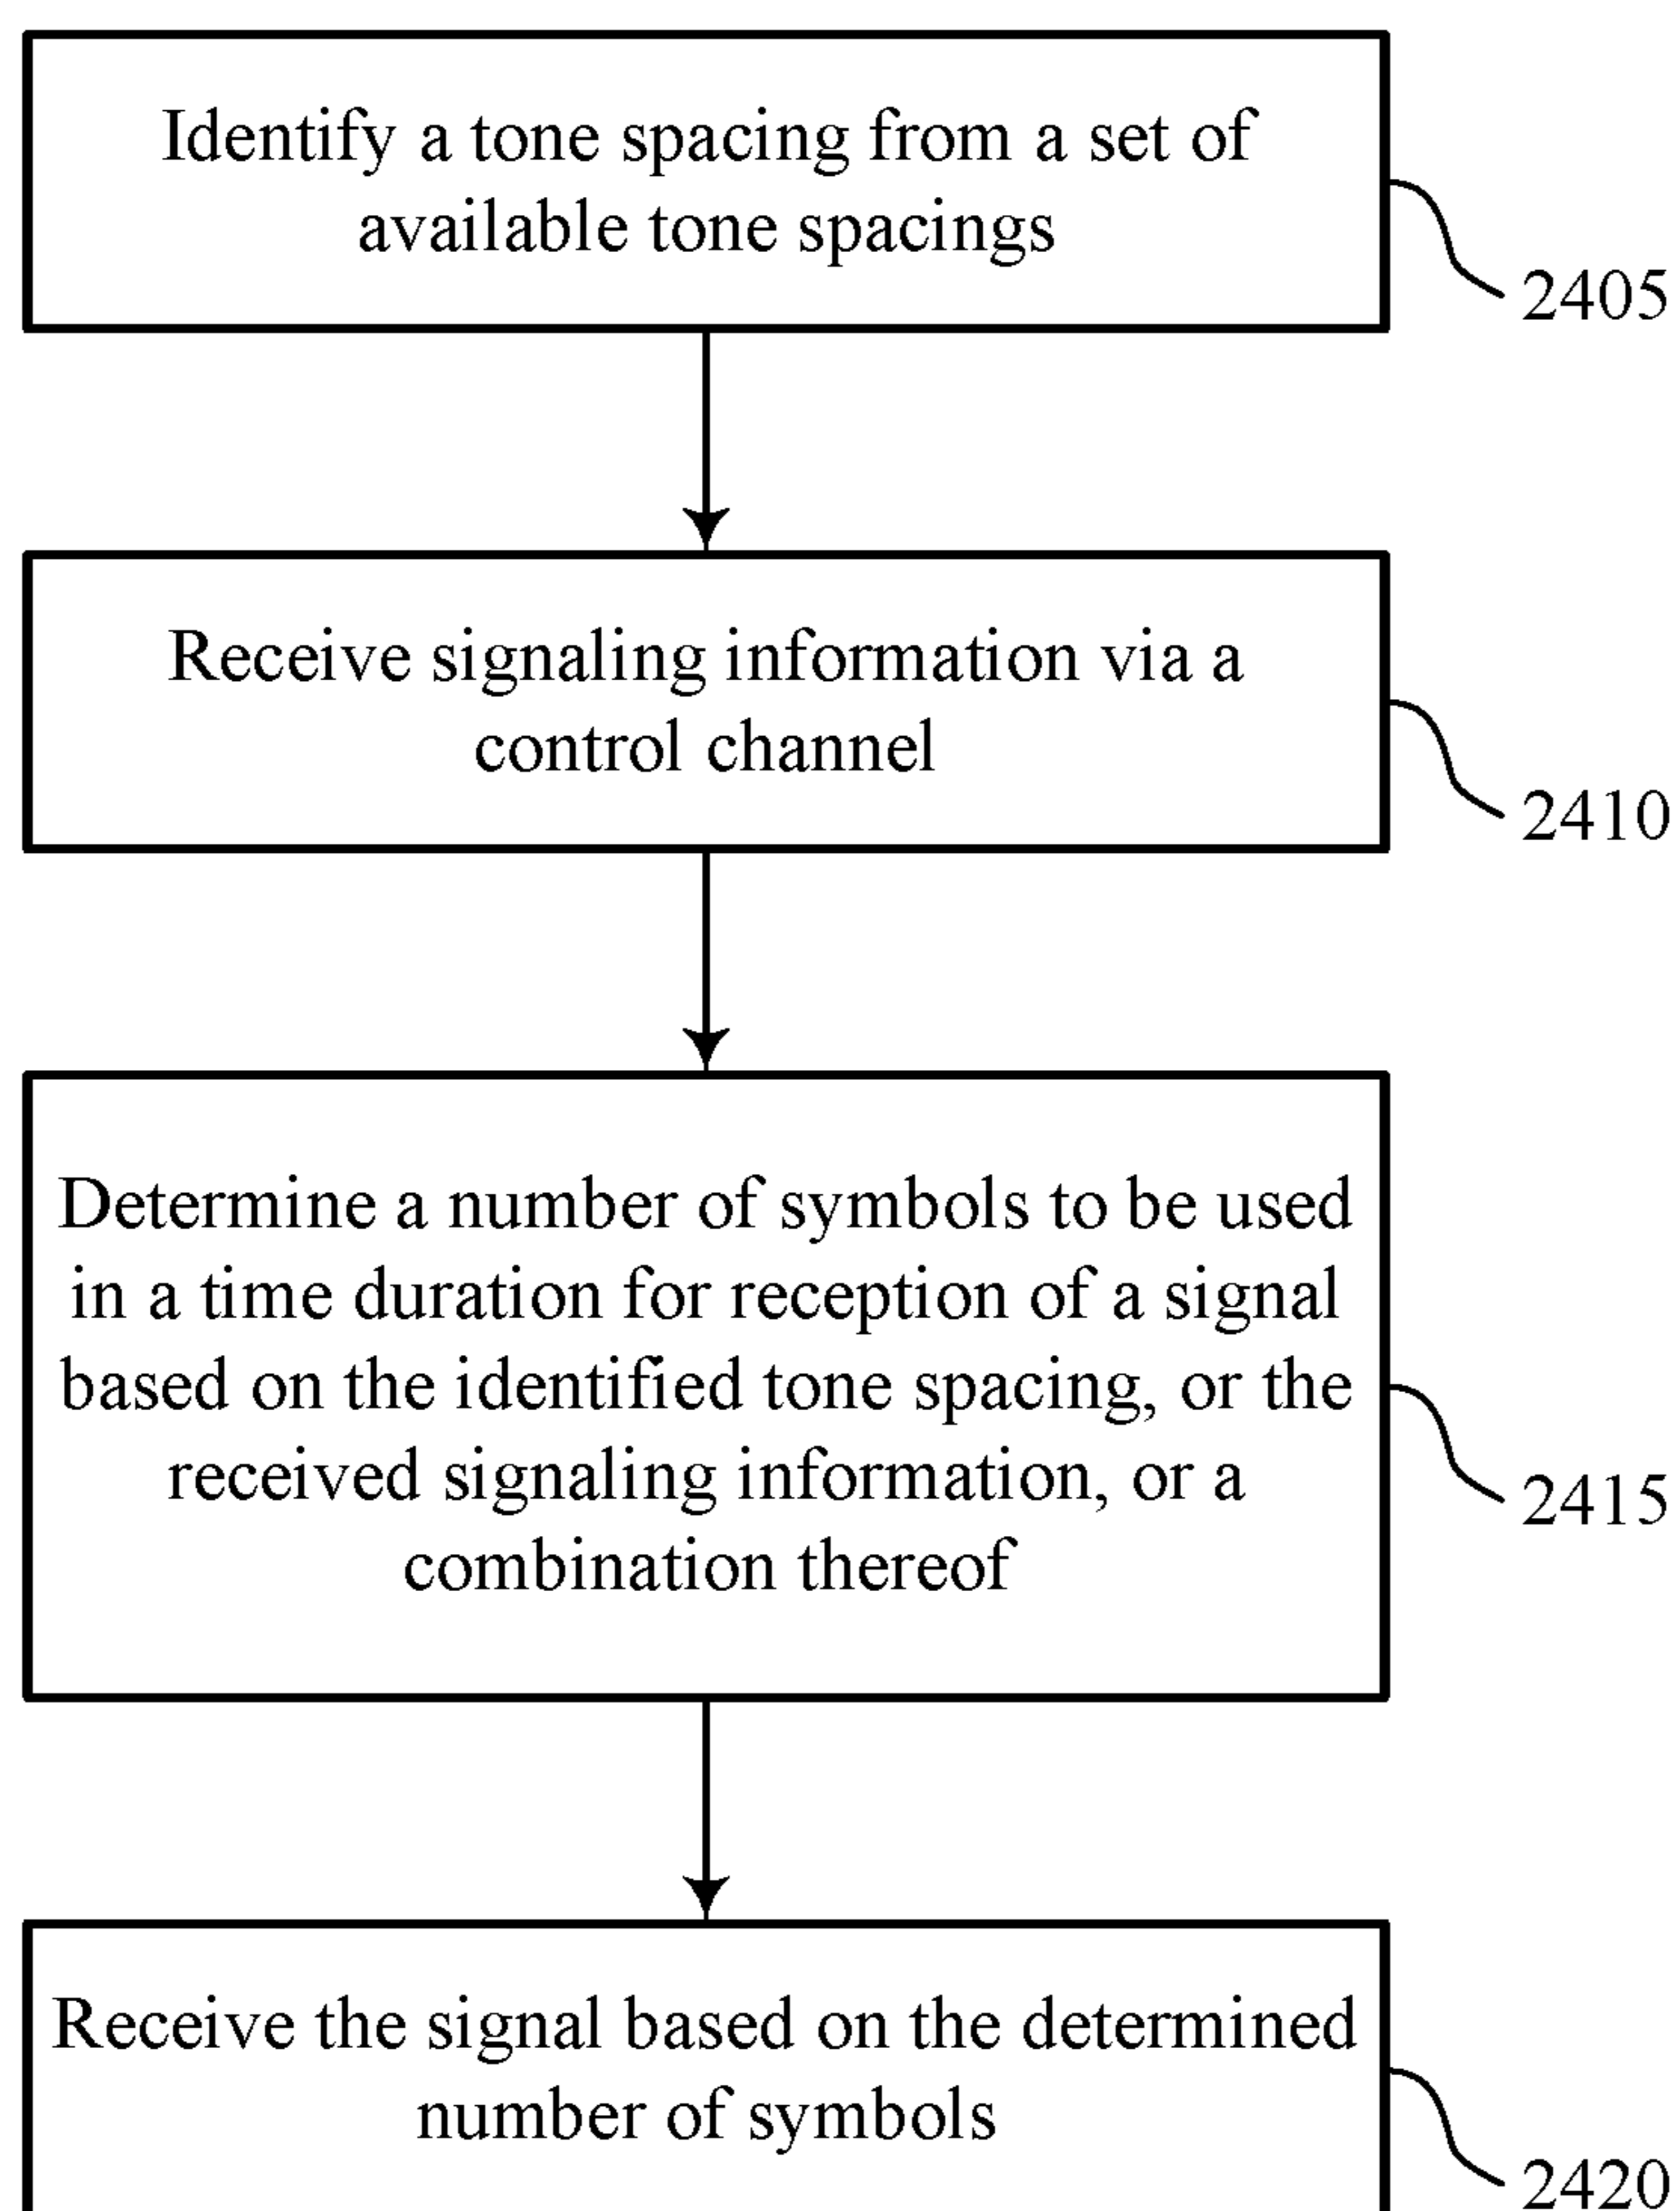 Identify a tone spacing from a set of
available tone spacings
2405
Receive signaling information via a
control channel
2410
Determine a number of symbols to be used
in a time duration for reception of a signal
based on the identified tone spacing, or the
received signaling information, or a
combination thereof
2415
Receive the signal based on the determined
number of symbols
2420